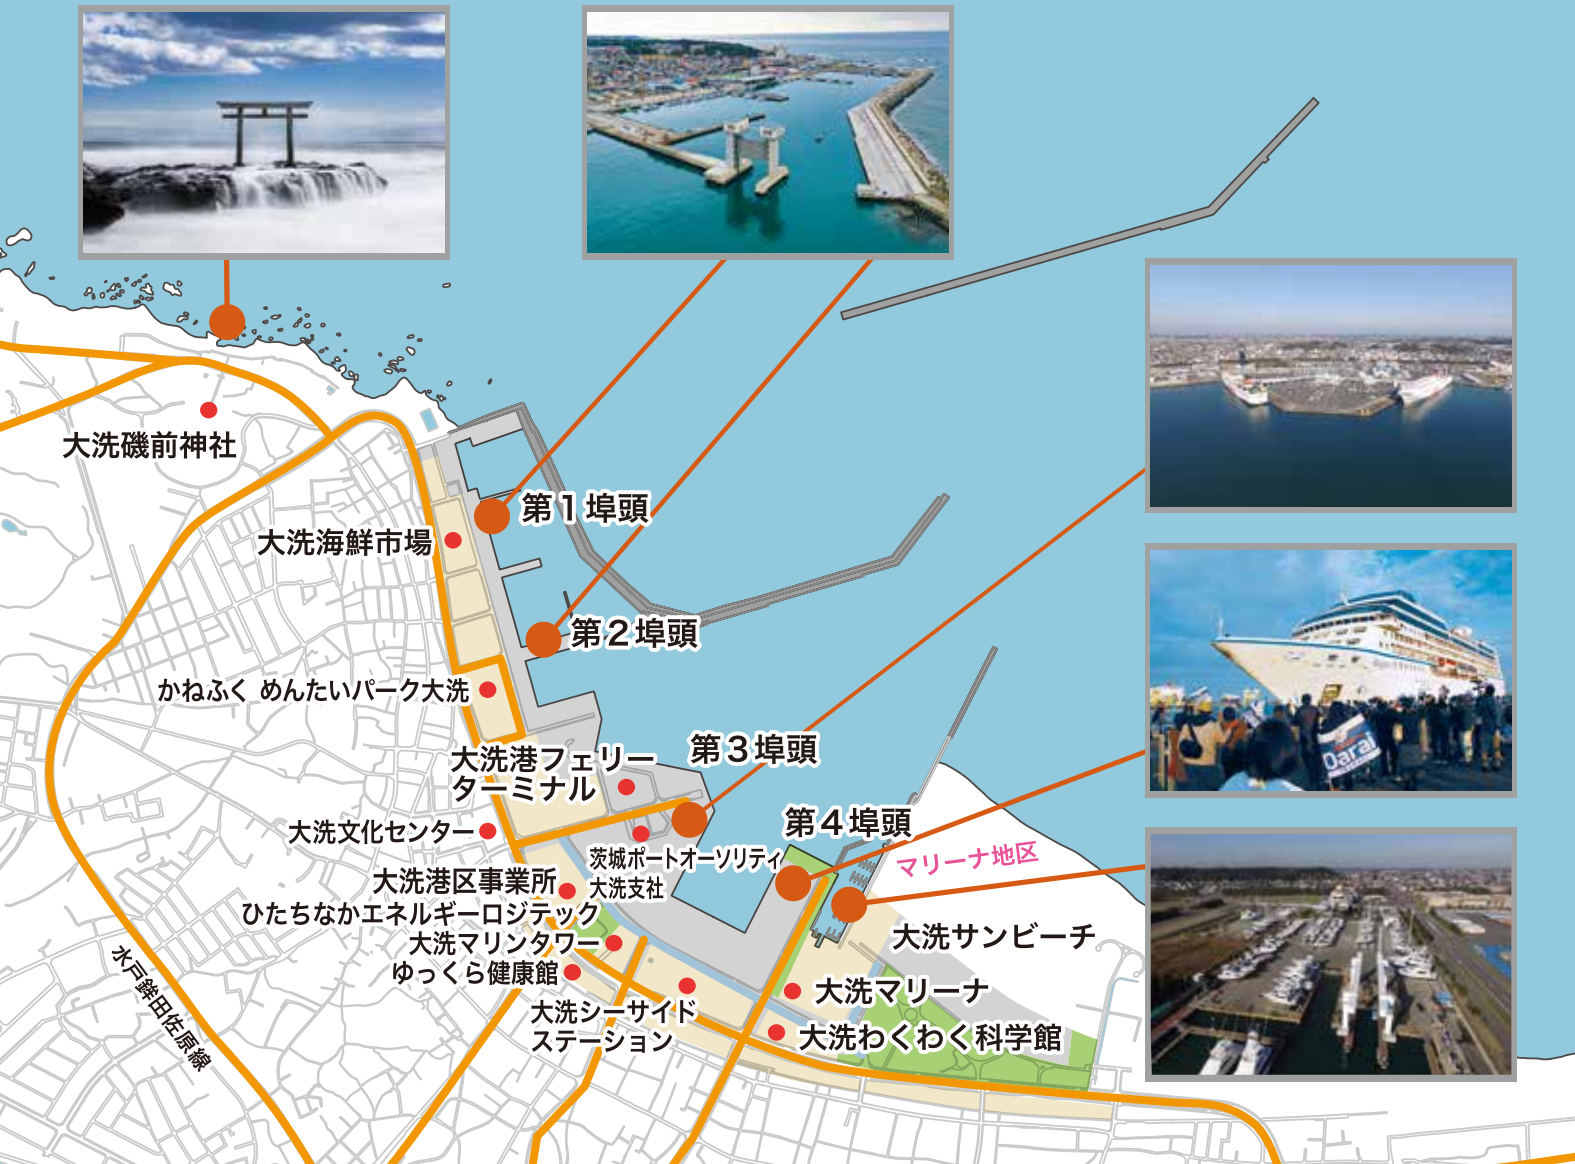 大洗磯前神社
第1埠頭
大洗海鮮市場
第2埠頭
かねふく めんたいパーク大洗
第3埠頭
大洗港フェリー
ターミナル
第4埠頭
大洗文化センター
茨城ポートオーソリティ
大洗支社
マリーナ地区
大洗港区事業所
ひたちなかエネルギーロジテック
大洗サンビーチ
大洗マリンタワー
ゆっくら健康館
大洗マリーナ
大洗シーサイド
ステーション
大洗わくわく科学館
水戸鉾田佐原線
Oarai